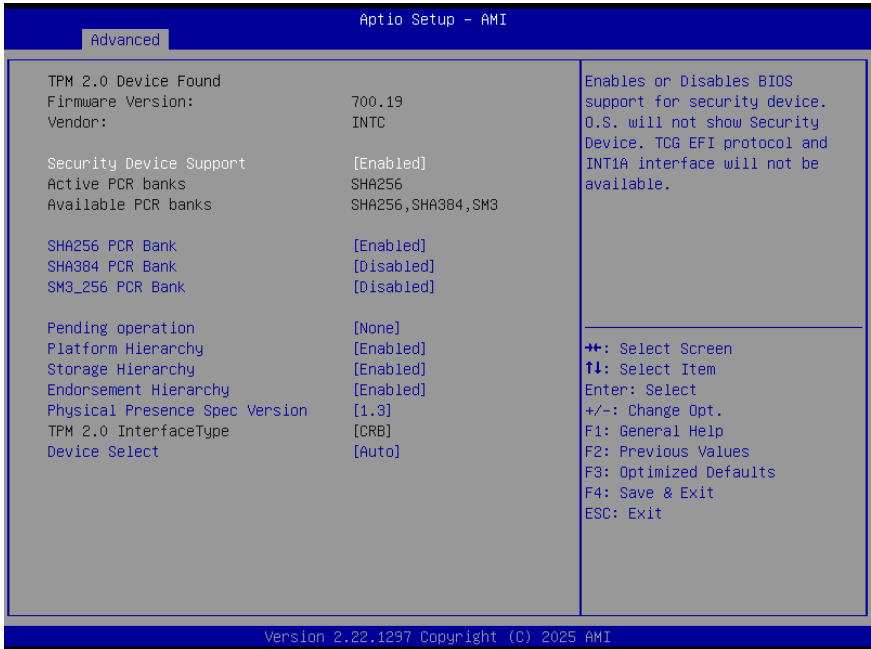 Aptio Setup – AMI
Advanced
TPM 2.0 Device Found
Firmware Version: 700.19
Vendor: INTC
Security Device Support [Enabled]
Active PCR banks SHA256
Available PCR banks SHA256,SHA384,SM3
SHA256 PCR Bank [Enabled]
SHA384 PCR Bank [Disabled]
SM3_256 PCR Bank [Disabled]
Pending operation [None]
Platform Hierarchy [Enabled]
Storage Hierarchy [Enabled]
Endorsement Hierarchy [Enabled]
Physical Presence Spec Version [1.3]
TPM 2.0 InterfaceType [CRB]
Device Select [Auto]
Enables or Disables BIOS
support for security device.
O.S. will not show Security
Device. TCG EFI protocol and
INT1A interface will not be
available.
→←: Select Screen
↑↓: Select Item
Enter: Select
+/-: Change Opt.
F1: General Help
F2: Previous Values
F3: Optimized Defaults
F4: Save & Exit
ESC: Exit
Version 2.22.1297 Copyright (C) 2025 AMI